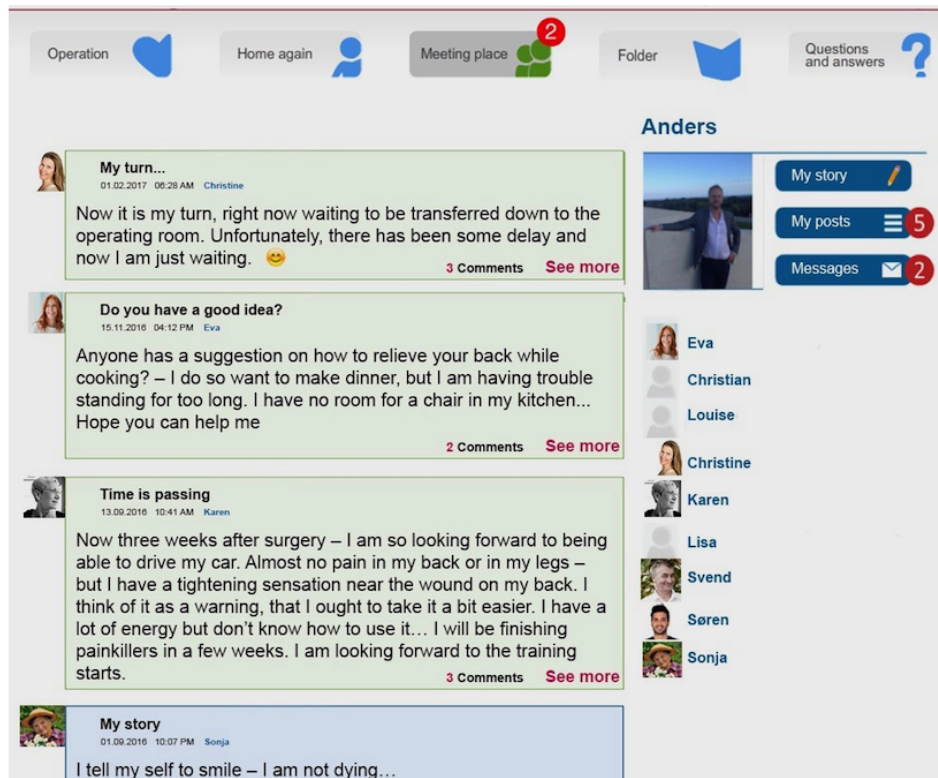 Operation
Home again
Meeting place
2
Folder
Questions
and answers
My turn...
01.02.2017 06:28 AM Christine
Now it is my turn, right now waiting to be transferred down to the
operating room. Unfortunately, there has been some delay and
now I am just waiting. 😊
3 Comments See more
Do you have a good idea?
15.11.2016 04:12 PM Eva
Anyone has a suggestion on how to relieve your back while
cooking? – I do so want to make dinner, but I am having trouble
standing for too long. I have no room for a chair in my kitchen...
Hope you can help me
2 Comments See more
Time is passing
13.09.2016 10:41 AM Karen
Now three weeks after surgery – I am so looking forward to being
able to drive my car. Almost no pain in my back or in my legs –
but I have a tightening sensation near the wound on my back. I
think of it as a warning, that I ought to take it a bit easier. I have a
lot of energy but don't know how to use it… I will be finishing
painkillers in a few weeks. I am looking forward to the training
starts.
3 Comments See more
My story
01.09.2016 10:07 PM Sonja
I tell my self to smile – I am not dying…
Anders
My story
My posts 5
Messages 2
Eva
Christian
Louise
Christine
Karen
Lisa
Svend
Søren
Sonja